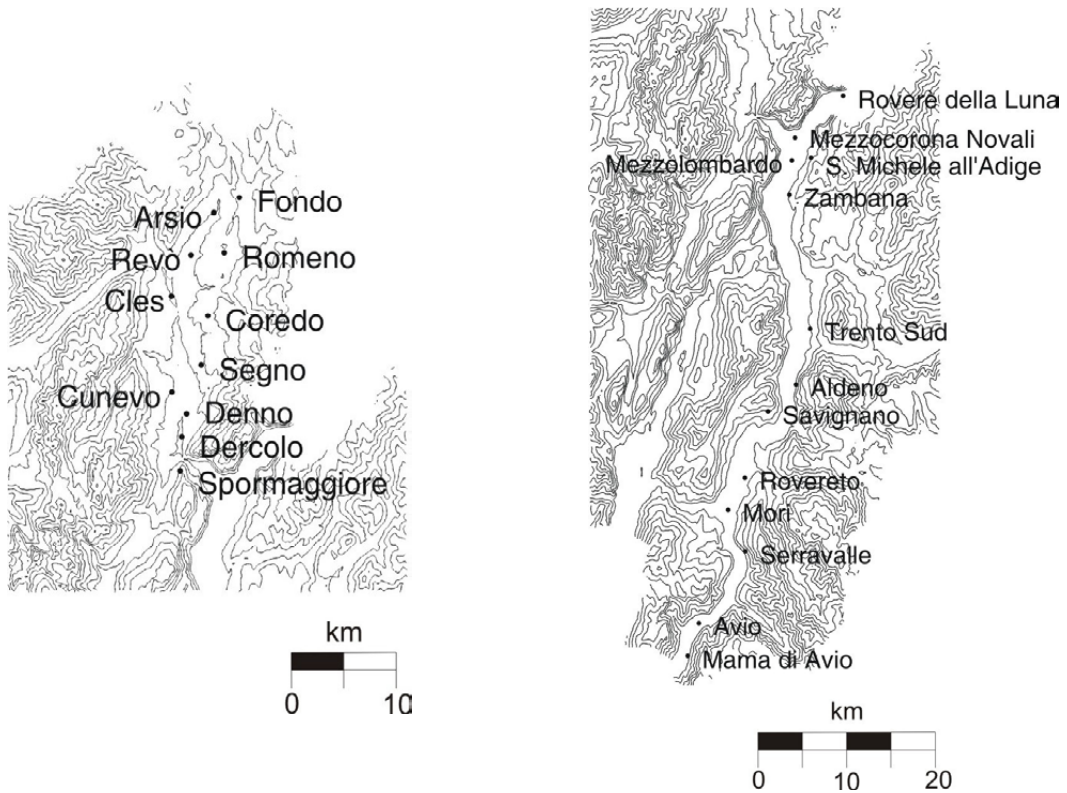 Fondo
Arsio
Revò
Romeno
Cles
Coredo
Segno
Cunevo
Denno
Dercolo
Spormaggiore
km
0
10
Roverè della Luna
Mezzocorona Novali
Mezzolombardo
S. Michele all'Adige
Zambana
Trento Sud
Aldeno
Savignano
Rovereto
Mori
Serravalle
Avio
Mama di Avio
km
0
10
20